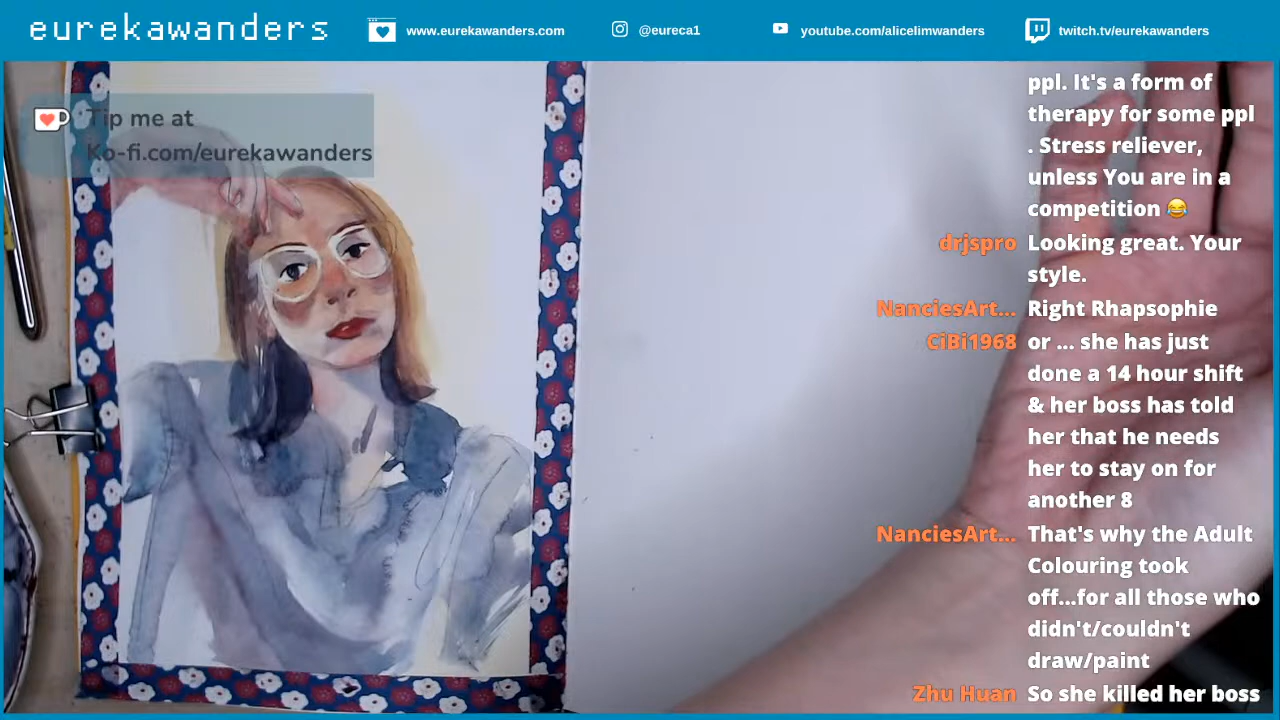 eurekawanders
www.eurekawanders.com
@eureca1
youtube.com/alicelimwanders
twitch.tv/eurekawanders
Tip me at
Ko-fi.com/eurekawanders
ppl. It's a form of
therapy for some ppl
. Stress reliever,
unless You are in a
competition 😂
drjspro Looking great. Your
style.
NanciesArt... Right Rhapsophie
CiBi1968 or ... she has just
done a 14 hour shift
& her boss has told
her that he needs
her to stay on for
another 8
NanciesArt... That's why the Adult
Colouring took
off...for all those who
didn't/couldn't
draw/paint
Zhu Huan So she killed her boss